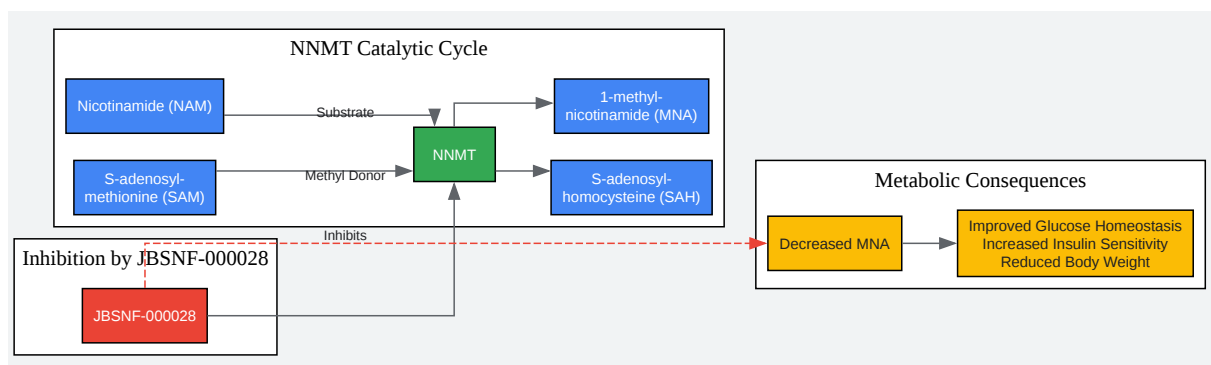 NNMT Catalytic Cycle
Nicotinamide (NAM)
Substrate
1-methyl-
nicotinamide (MNA)
NNMT
S-adenosyl-
methionine (SAM)
Methyl Donor
S-adenosyl-
homocysteine (SAH)
Metabolic Consequences
Decreased MNA
Improved Glucose Homeostasis
Increased Insulin Sensitivity
Reduced Body Weight
Inhibits
Inhibition by JBSNF-000028
JBSNF-000028